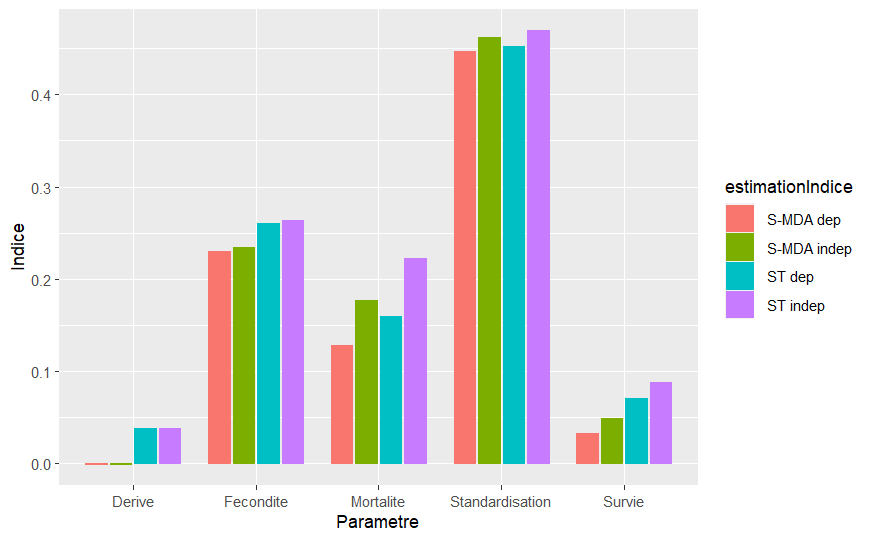 Indice
0.4
0.3
0.2
0.1
0.0
Derive Fecondite Mortalite Standardisation Survie
Parametre
estimationIndice
S-MDA dep
S-MDA indep
ST dep
ST indep